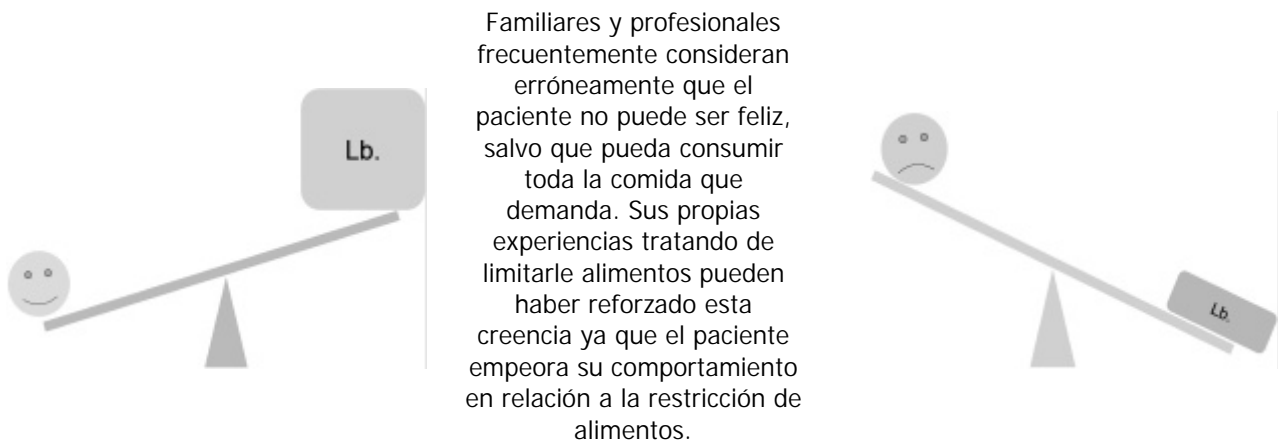 Lb.
Familiares y profesionales
frecuentemente consideran
erróneamente que el
paciente no puede ser feliz,
salvo que pueda consumir
toda la comida que
demanda. Sus propias
experiencias tratando de
limitarle alimentos pueden
haber reforzado esta
creencia ya que el paciente
empeora su comportamiento
en relación a la restricción de
alimentos.
Lb.